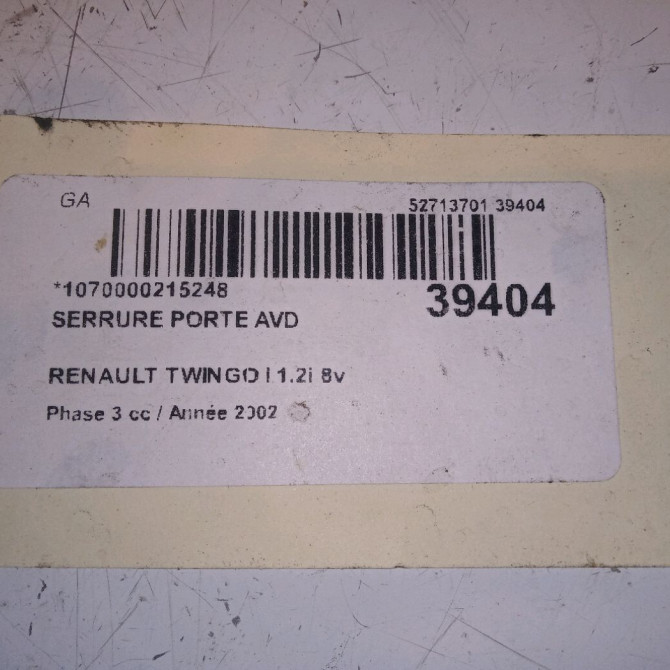 GA
52713701 39404
*1070000215248
39404
SERRURE PORTE AVD
RENAULT TWINGO I 1.2i 8v
Phase 3 cc / Année 2002